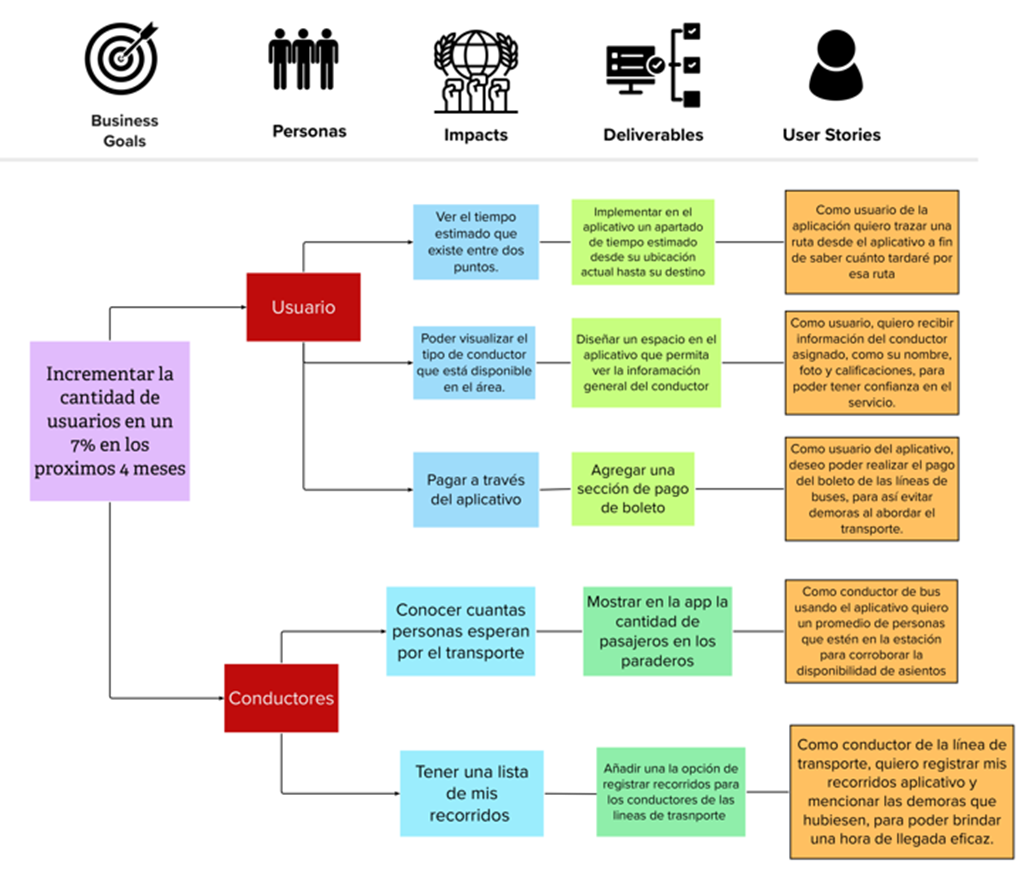 Business
Goals
Personas
Impacts
Deliverables
User Stories
Incrementar la
cantidad de
usuarios en un
7% en los
proximos 4 meses
Usuario
Ver el tiempo
estimado que
existe entre dos
puntos.
Implementar en el
aplicativo un apartado
de tiempo estimado
desde su ubicación
actual hasta su destino
Como usuario de la
aplicación quiero trazar una
ruta desde el aplicativo a fin
de saber cuánto tardaré por
esa ruta
Poder visualizar el
tipo de conductor
que está disponible
en el área.
Diseñar un espacio en el
aplicativo que permita
ver la inforamación
general del conductor
Como usuario, quiero recibir
información del conductor
asignado, como su nombre,
foto y calificaciones, para
poder tener confianza en el
servicio.
Pagar a través
del aplicativo
Agregar una
sección de pago
de boleto
Como usuario del aplicativo,
deseo poder realizar el pago
del boleto de las líneas de
buses, para así evitar
demoras al abordar el
transporte.
Conductores
Conocer cuantas
personas esperan
por el transporte
Mostrar en la app la
cantidad de
pasajeros en los
paraderos
Como conductor de bus
usando el aplicativo quiero
un promedio de personas
que estén en la estación
para corroborar la
disponibilidad de asientos
Tener una lista
de mis
recorridos
Añadir una la opción de
registrar recorridos para
los conductores de las
lineas de trasnporte
Como conductor de la línea de
transporte, quiero registrar mis
recorridos aplicativo y
mencionar las demoras que
hubiesen, para poder brindar
una hora de llegada eficaz.